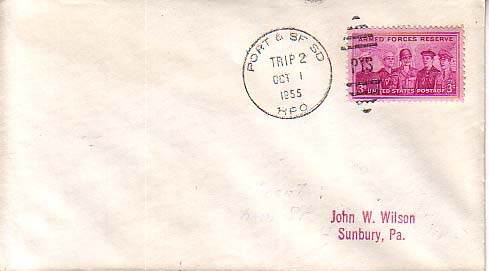 PORT & SF SD
TRIP 2
OCT 1
1955
HPO
ARMED FORCES RESERVE
PTS
3¢ UNITED STATES POSTAGE 3¢
John W. Wilson
Sunbury, Pa.